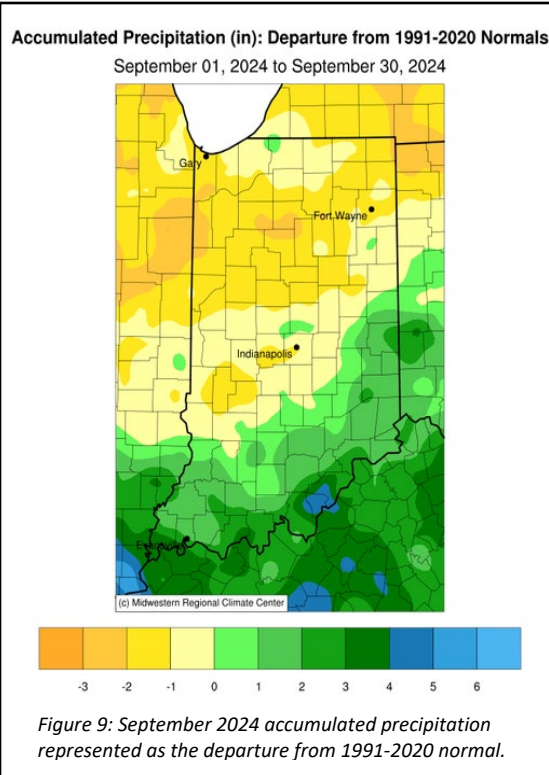 Accumulated Precipitation (in): Departure from 1991-2020 Normals
September 01, 2024 to September 30, 2024
Gary
Fort Wayne
Indianapolis
Evansville
(c) Midwestern Regional Climate Center
-3 -2 -1 0 1 2 3 4 5 6
Figure 9: September 2024 accumulated precipitation
represented as the departure from 1991-2020 normal.